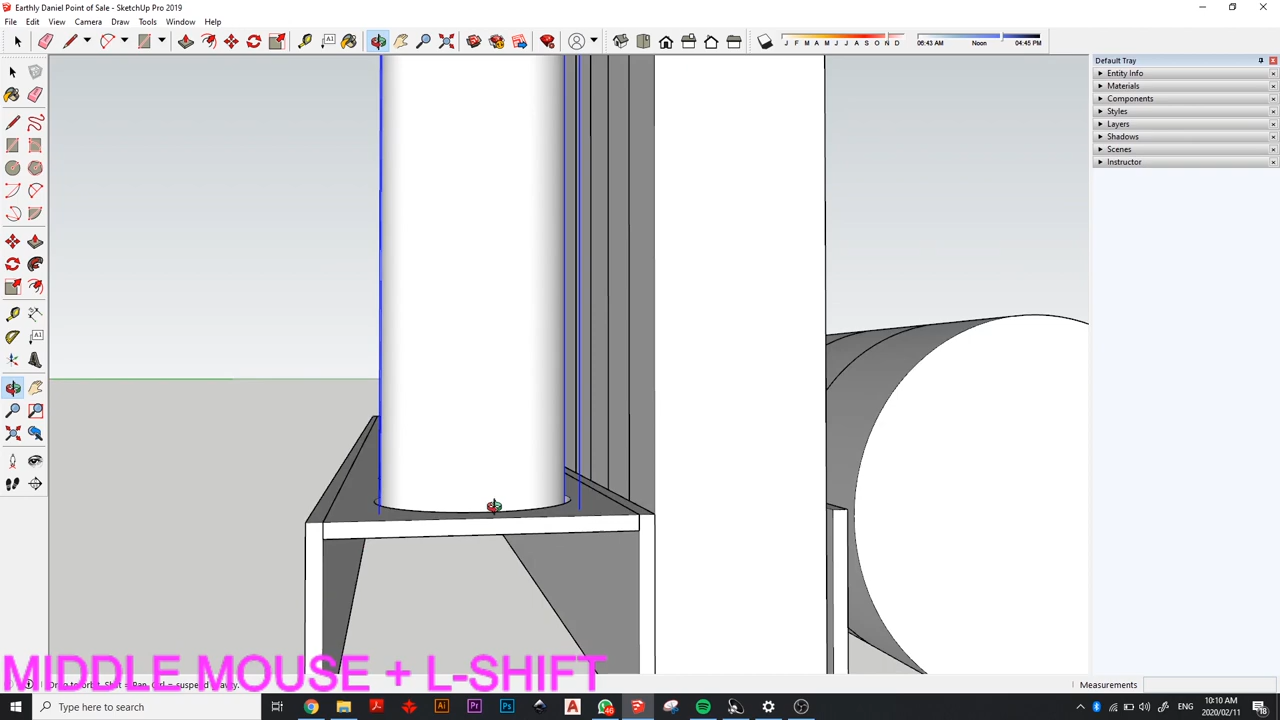 Earthly Daniel Point of Sale - SketchUp Pro 2019
File Edit View Camera Draw Tools Window Help
J F M A M J J A S O N D
06:43 AM Noon 04:45 PM
Default Tray
Entity Info
Materials
Components
Styles
Layers
Shadows
Scenes
Instructor
MIDDLE MOUSE + L-SHIFT
Measurements
Type here to search
46
ENG
10:10 AM
2020/02/11
18